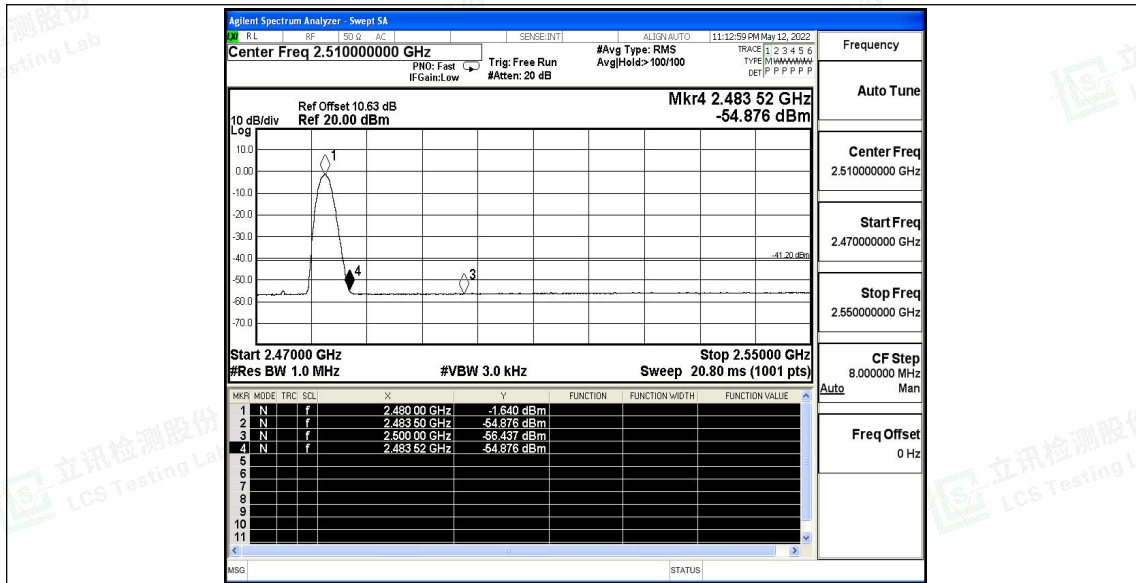 Agilent Spectrum Analyzer - Swept SA
LXI RL RF 50 Ω AC SENSE:INT ALIGN AUTO 11:12:59 PM May 12, 2022
Center Freq 2.510000000 GHz
PNO: Fast
IFGain:Low
Trig: Free Run
#Atten: 20 dB
#Avg Type: RMS
Avg|Hold:>100/100
TRACE 1 2 3 4 5 6
TYPE MWWWWW
DET P P P P P P
Ref Offset 10.63 dB
Ref 20.00 dBm
10 dB/div
Log
Mkr4 2.483 52 GHz
-54.876 dBm
10.0
0.00
-10.0
-20.0
-30.0
-40.0
-50.0
-60.0
-70.0
1
4
3
-41.20 dBm
Start 2.47000 GHz Stop 2.55000 GHz
#Res BW 1.0 MHz #VBW 3.0 kHz Sweep 20.80 ms (1001 pts)
MKR MODE TRC SCL X Y FUNCTION FUNCTION WIDTH FUNCTION VALUE
1 N f 2.480 00 GHz -1.640 dBm
2 N f 2.483 50 GHz -54.876 dBm
3 N f 2.500 00 GHz -56.437 dBm
4 N f 2.483 52 GHz -54.876 dBm
5
6
7
8
9
10
11
MSG STATUS
Frequency
Auto Tune
Center Freq
2.510000000 GHz
Start Freq
2.470000000 GHz
Stop Freq
2.550000000 GHz
CF Step
8.000000 MHz
Auto Man
Freq Offset
0 Hz
立讯检测股份
LCS Testing Lab
立讯检测股份
LCS Testing L